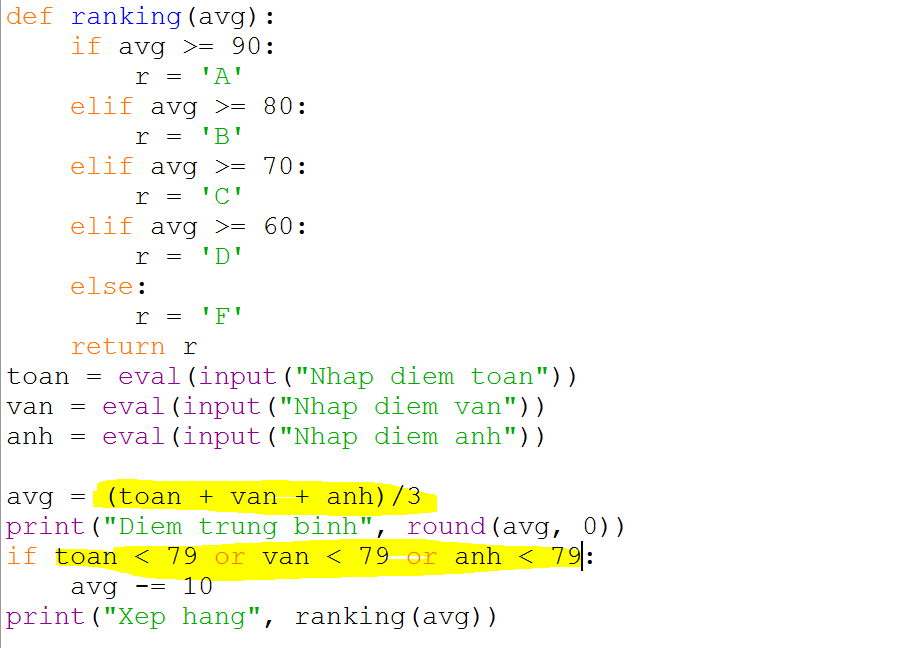 def ranking(avg):
    if avg >= 90:
        r = 'A'
    elif avg >= 80:
        r = 'B'
    elif avg >= 70:
        r = 'C'
    elif avg >= 60:
        r = 'D'
    else:
        r = 'F'
    return r
toan = eval(input("Nhap diem toan"))
van = eval(input("Nhap diem van"))
anh = eval(input("Nhap diem anh"))
avg = (toan + van + anh)/3
print("Diem trung binh", round(avg, 0))
if toan < 79 or van < 79 or anh < 79:
    avg -= 10
print("Xep hang", ranking(avg))